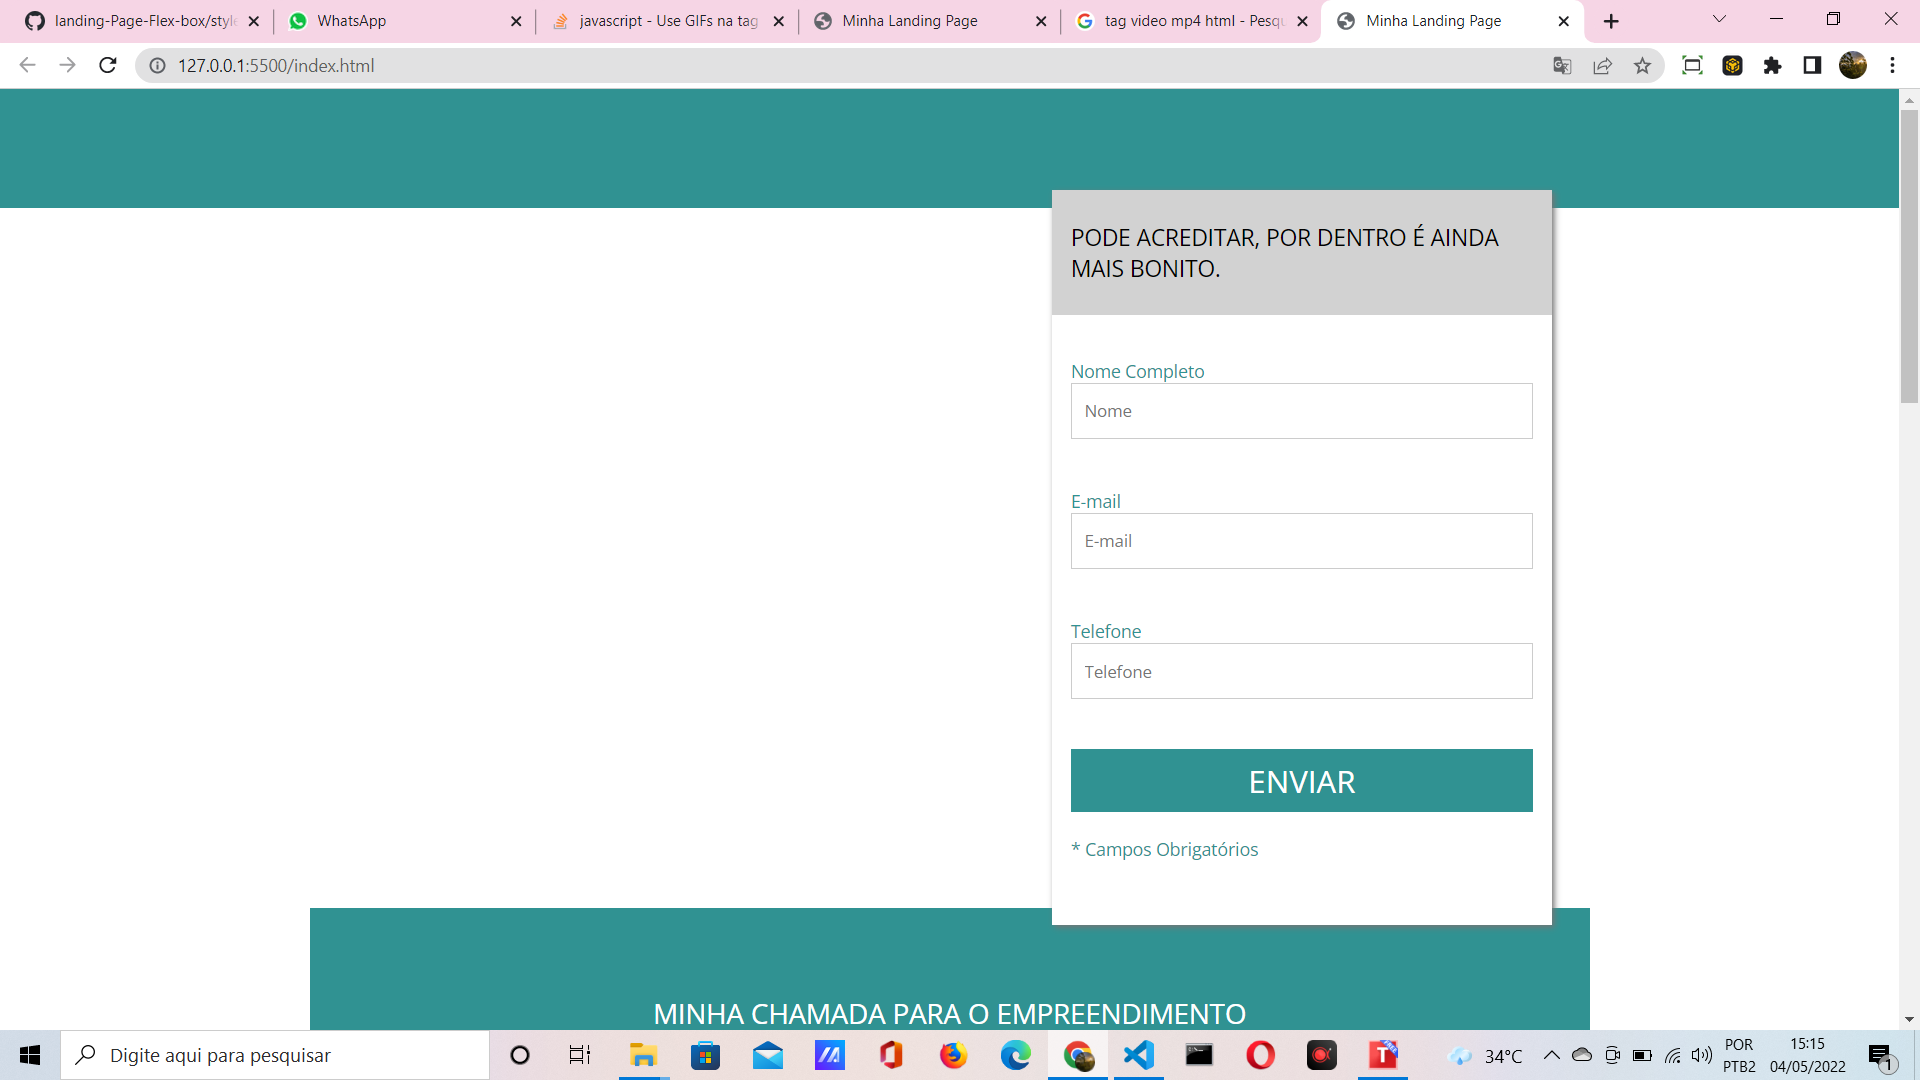 landing-Page-Flex-box/style
WhatsApp
javascript - Use GIFs na tag
Minha Landing Page
tag video mp4 html - Pesqu
Minha Landing Page
127.0.0.1:5500/index.html
PODE ACREDITAR, POR DENTRO É AINDA
MAIS BONITO.
Nome Completo
Nome
E-mail
E-mail
Telefone
Telefone
ENVIAR
* Campos Obrigatórios
MINHA CHAMADA PARA O EMPREENDIMENTO
Digite aqui para pesquisar
34°C
POR
PTB2
15:15
04/05/2022
1